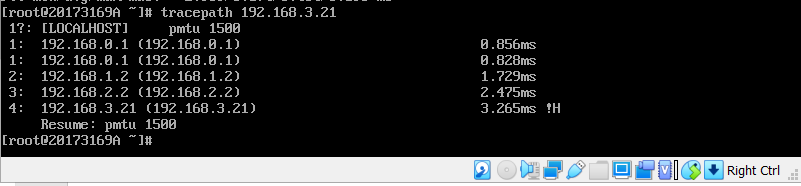 [root@20173169A ~]# tracepath 192.168.3.21
1?: [LOCALHOST] pmtu 1500
1: 192.168.0.1 (192.168.0.1) 0.856ms
1: 192.168.0.1 (192.168.0.1) 0.828ms
2: 192.168.1.2 (192.168.1.2) 1.729ms
3: 192.168.2.2 (192.168.2.2) 2.475ms
4: 192.168.3.21 (192.168.3.21) 3.265ms !H
Resume: pmtu 1500
[root@20173169A ~]#
Right Ctrl